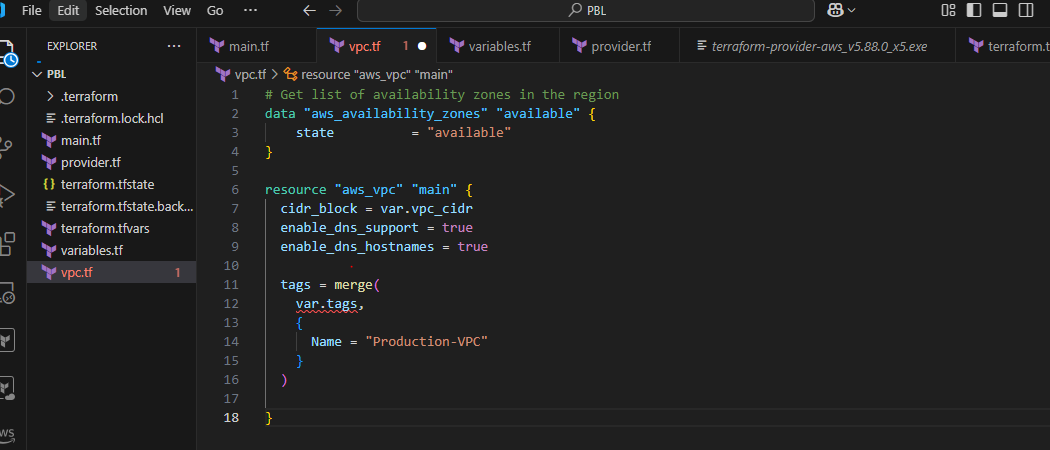 File Edit Selection View Go ··· PBL
EXPLORER ···
main.tf vpc.tf 1 variables.tf provider.tf terraform-provider-aws_v5.88.0_x5.exe terraform.t
PBL
.terraform
.terraform.lock.hcl
main.tf
provider.tf
terraform.tfstate
terraform.tfstate.back...
terraform.tfvars
variables.tf
vpc.tf 1
aws
vpc.tf > resource "aws_vpc" "main"
1 # Get list of availability zones in the region
2 data "aws_availability_zones" "available" {
3 state = "available"
4 }
5
6 resource "aws_vpc" "main" {
7 cidr_block = var.vpc_cidr
8 enable_dns_support = true
9 enable_dns_hostnames = true
10
11 tags = merge(
12 var.tags,
13 {
14 Name = "Production-VPC"
15 }
16 )
17
18 }